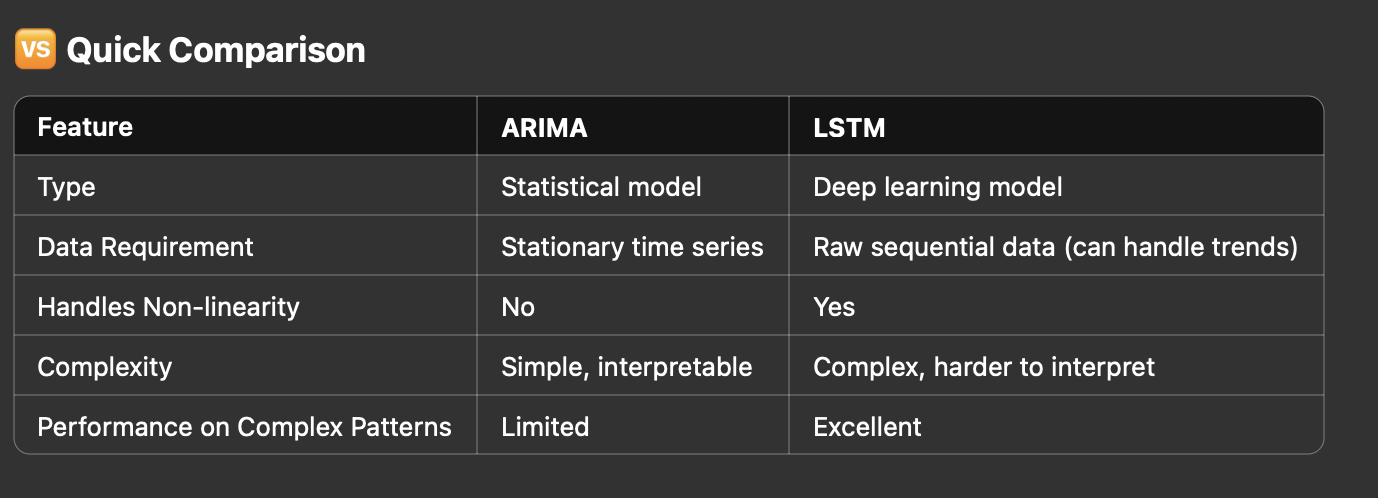 🆚 Quick Comparison
Feature ARIMA LSTM
Type Statistical model Deep learning model
Data Requirement Stationary time series Raw sequential data (can handle trends)
Handles Non-linearity No Yes
Complexity Simple, interpretable Complex, harder to interpret
Performance on Complex Patterns Limited Excellent